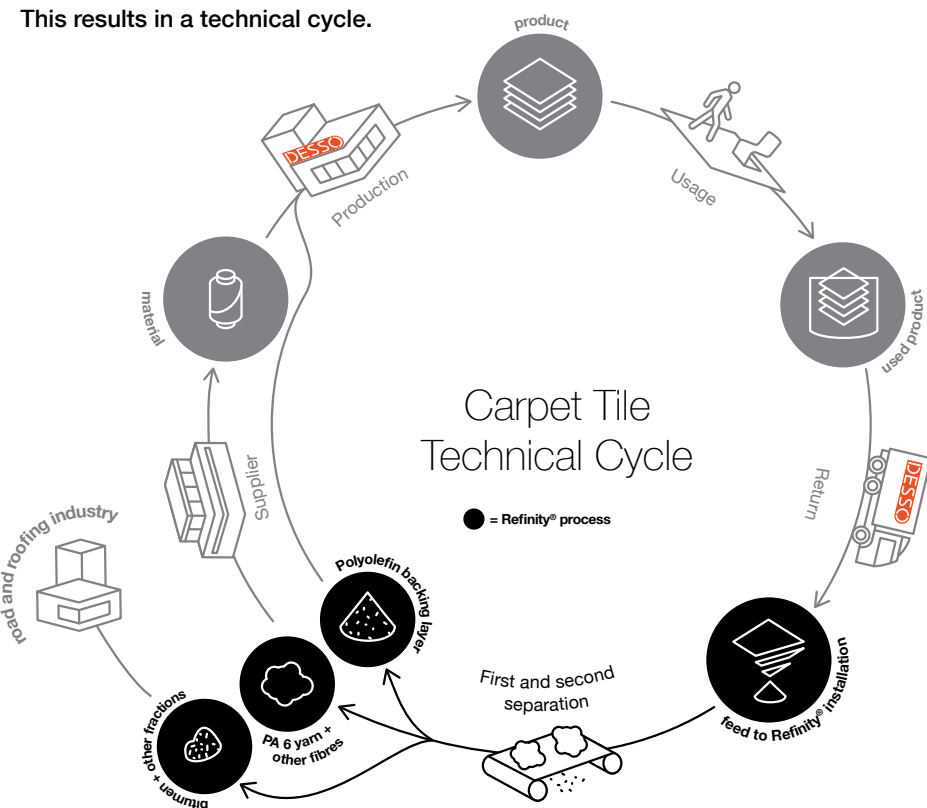 This results in a technical cycle.
product
DESSO
Production
Usage
material
used product
Carpet Tile
Technical Cycle
= Refinity® process
Supplier
Return
DESSO
road and roofing industry
Polyolefin backing layer
First and second
separation
feed to Refinity® installation
PA 6 yarn +
other fibres
bitumen + other fractions